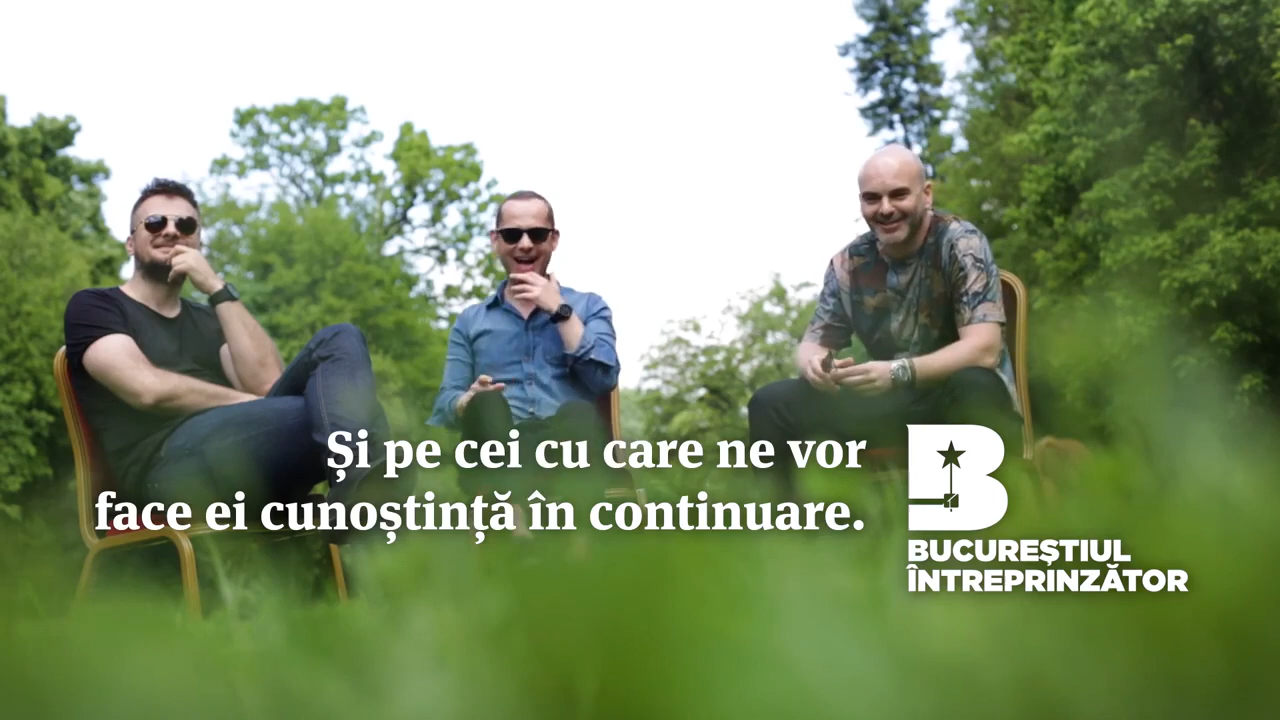 Și pe cei cu care ne vor
face ei cunoștință în continuare.
BUCUREȘTIUL
ÎNTREPRINZĂTOR